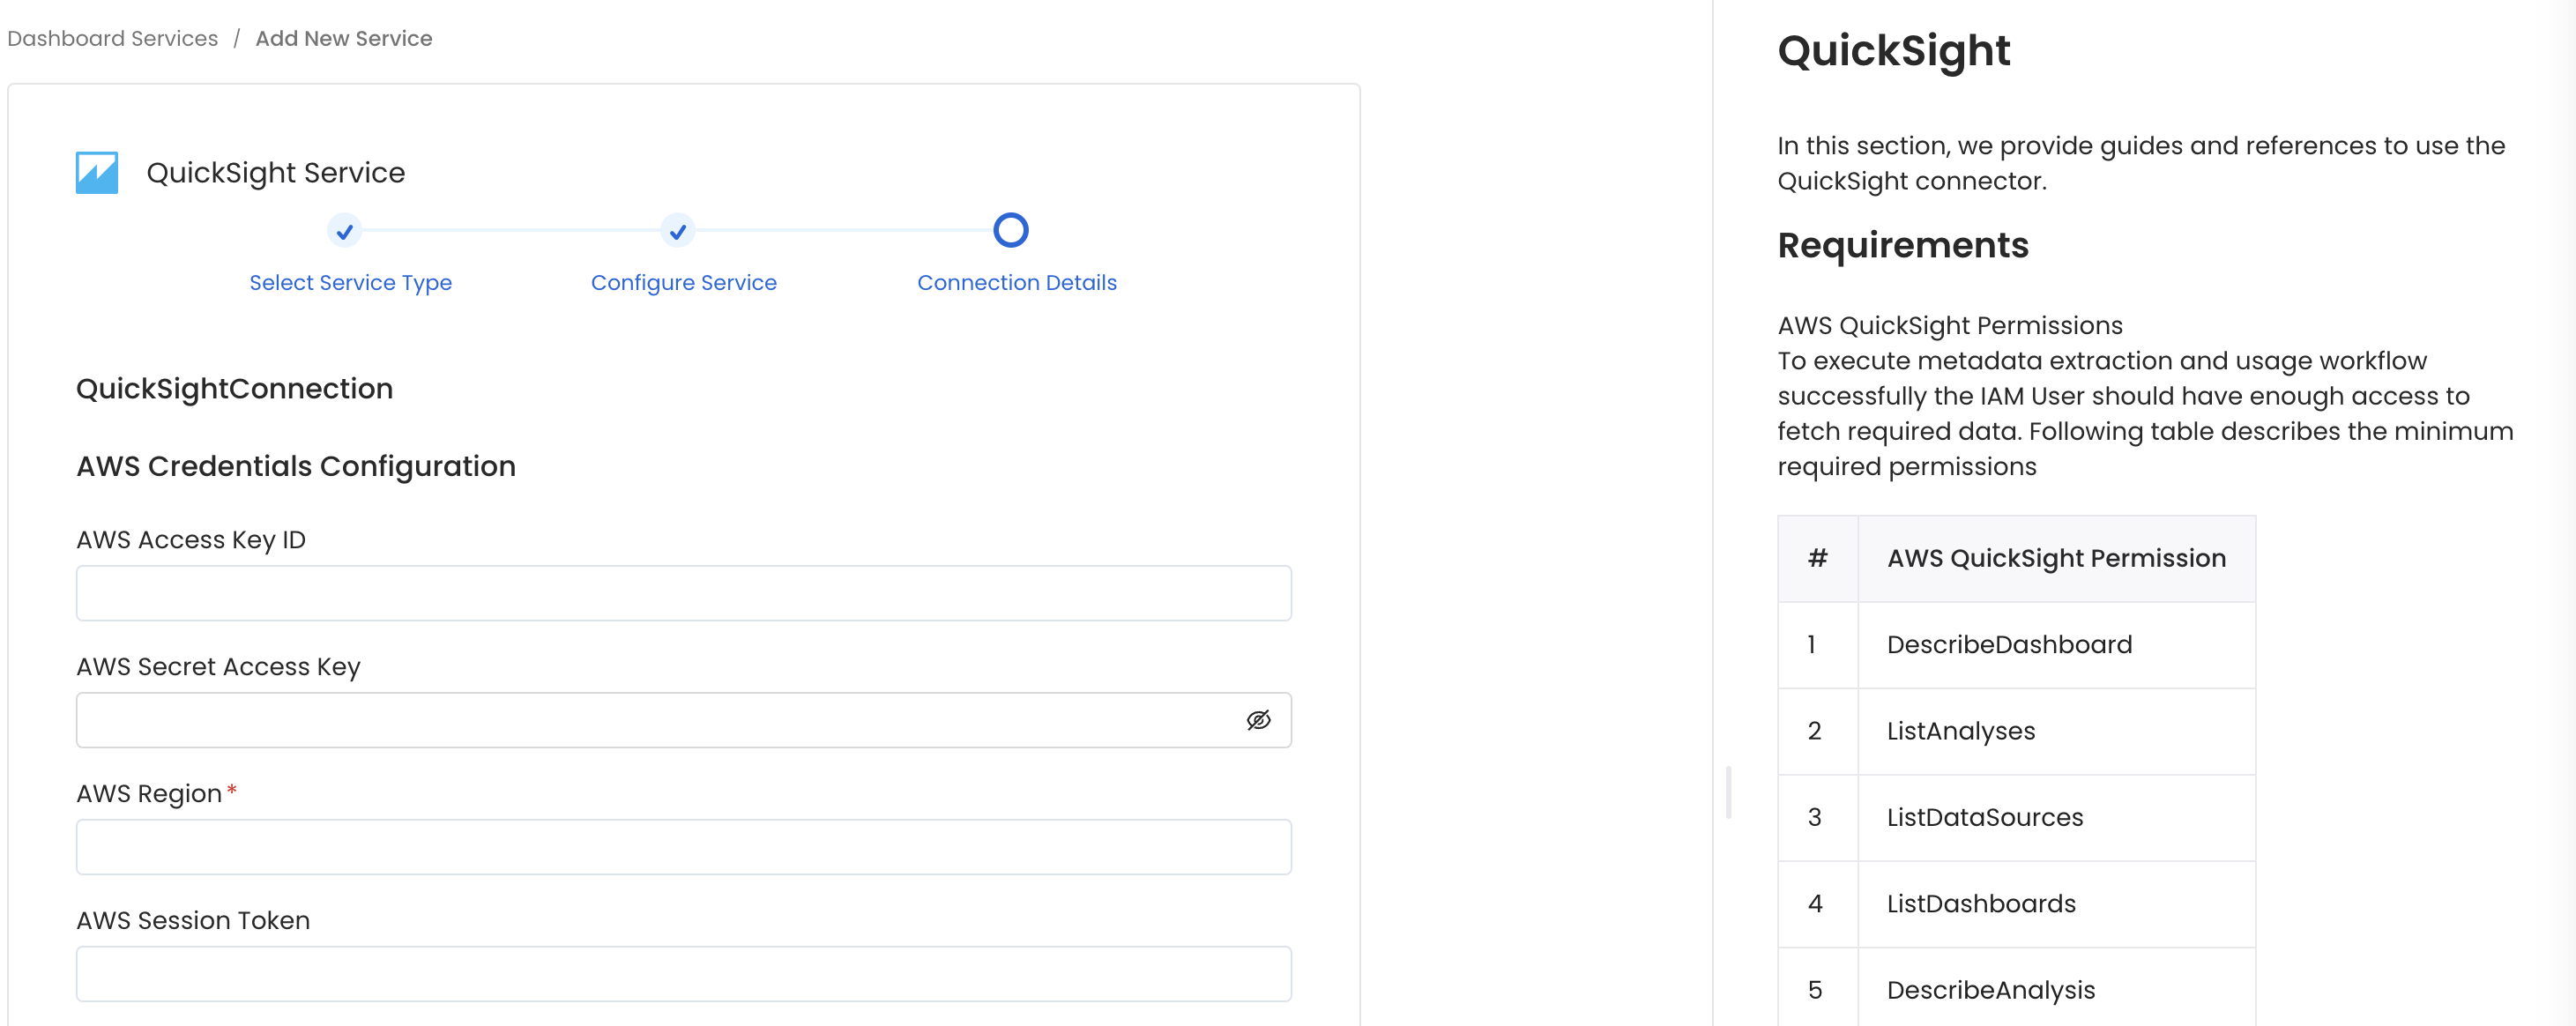 Dashboard Services / Add New Service
QuickSight Service
Select Service Type
Configure Service
Connection Details
QuickSightConnection
AWS Credentials Configuration
AWS Access Key ID
AWS Secret Access Key
AWS Region *
AWS Session Token
QuickSight
In this section, we provide guides and references to use the
QuickSight connector.
Requirements
AWS QuickSight Permissions
To execute metadata extraction and usage workflow
successfully the IAM User should have enough access to
fetch required data. Following table describes the minimum
required permissions
# AWS QuickSight Permission
1 DescribeDashboard
2 ListAnalyses
3 ListDataSources
4 ListDashboards
5 DescribeAnalysis